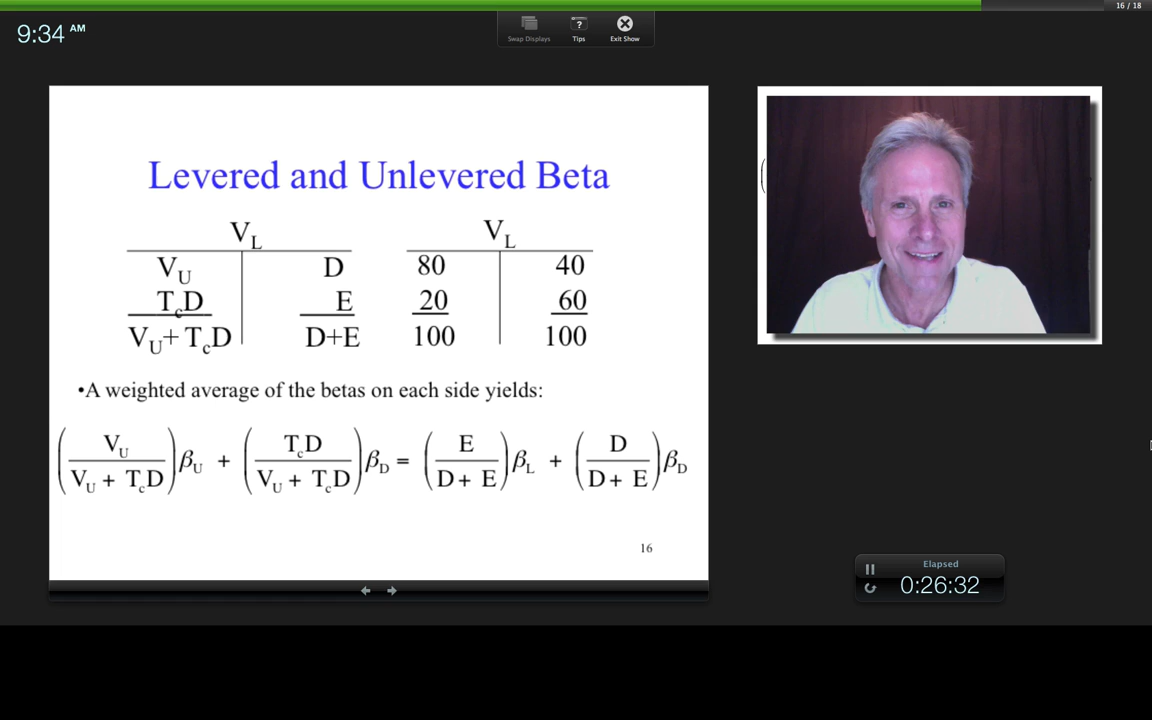 16 / 18
9:34 AM
Swap Displays
Tips
Exit Show
Levered and Unlevered Beta
V_L V_L
V_U D 80 40
T_cD E 20 60
V_U+ T_cD D+E 100 100
•A weighted average of the betas on each side yields:
(V_U / (V_U + T_cD)) β_U + (T_cD / (V_U + T_cD)) β_D = (E / (D+ E)) β_L + (D / (D+ E)) β_D
16
Elapsed
0:26:32